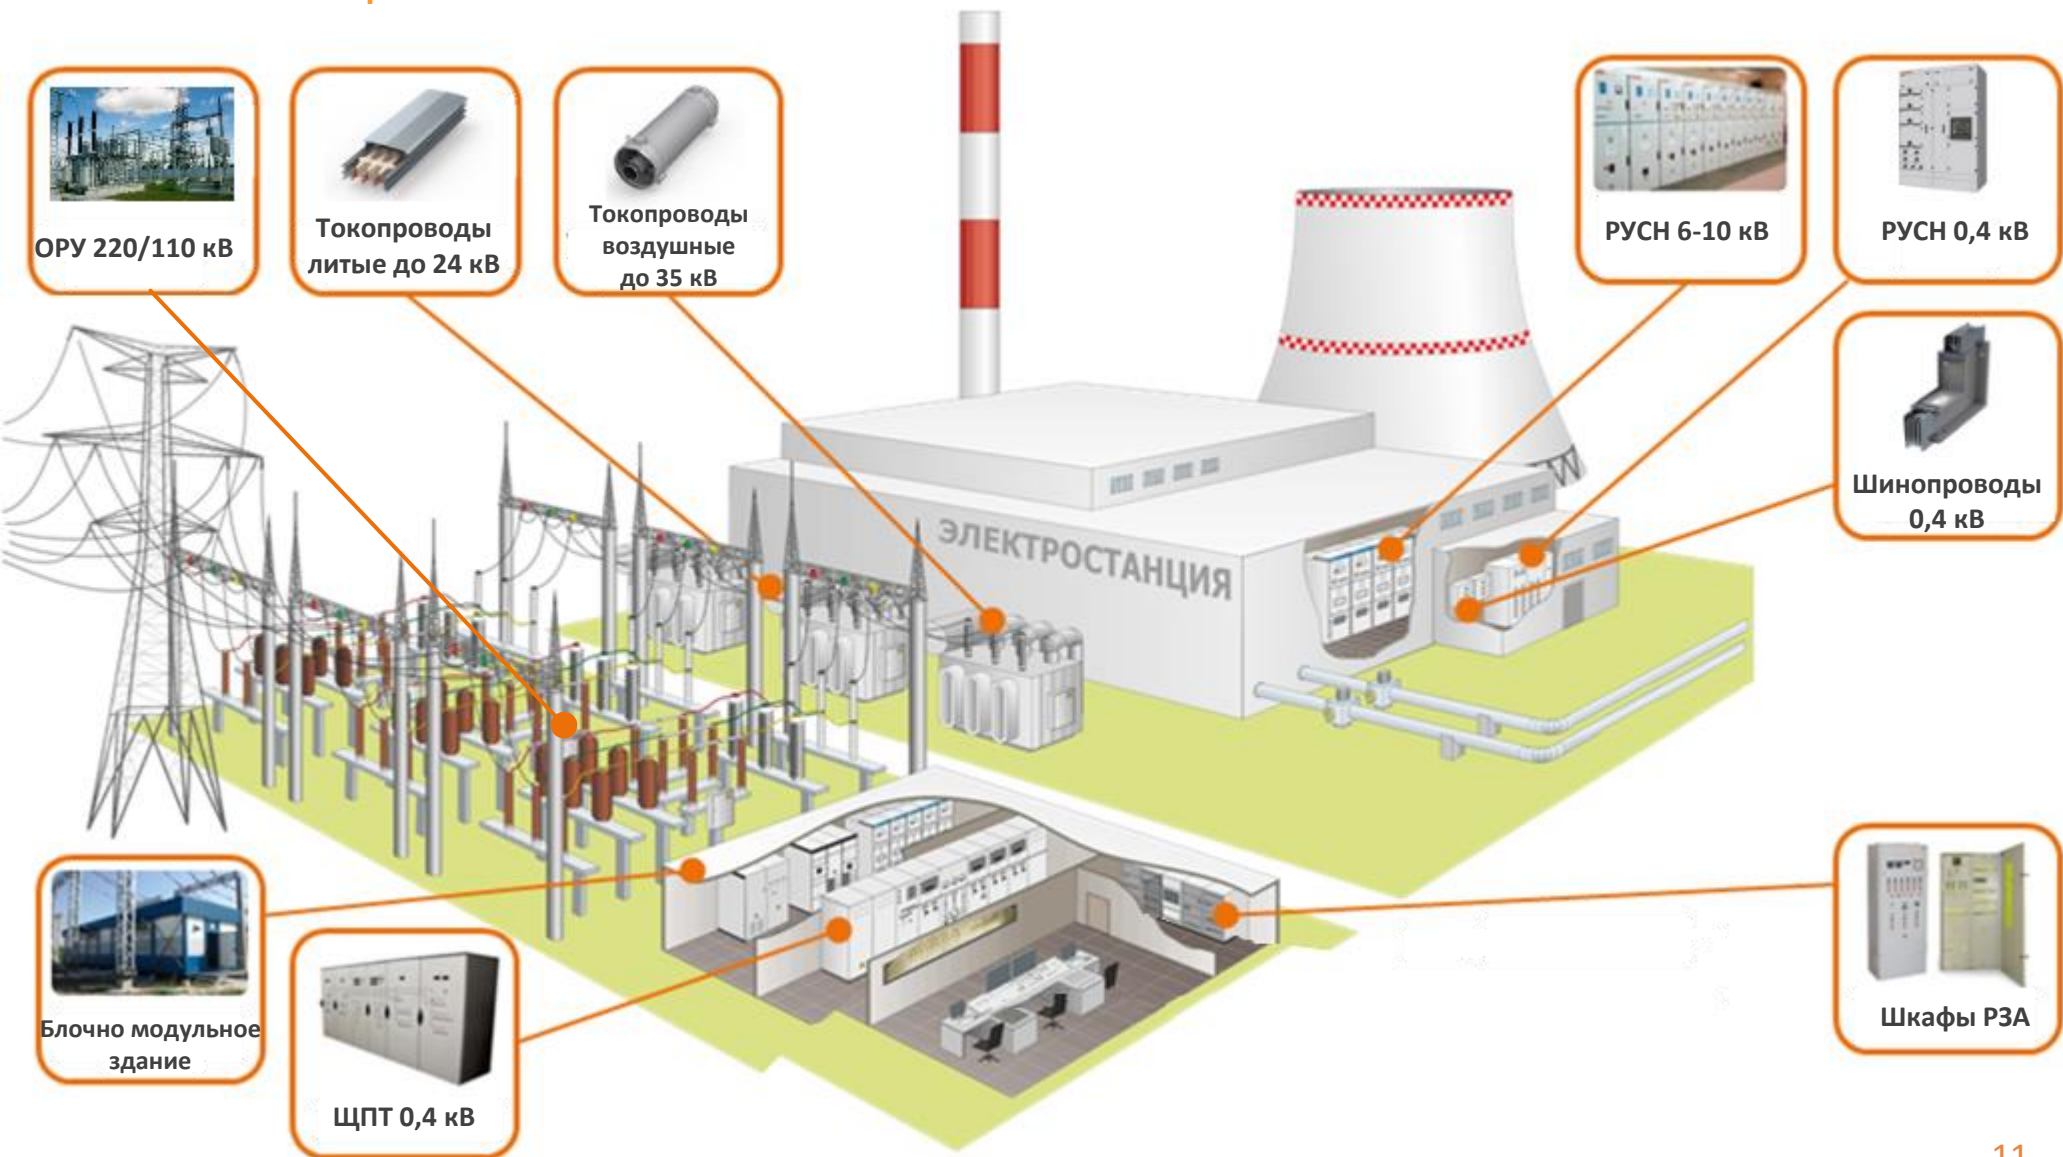 ОРУ 220/110 кВ
Токопроводы
литые до 24 кВ
Токопроводы
воздушные
до 35 кВ
РУСН 6-10 кВ
РУСН 0,4 кВ
Шинопроводы
0,4 кВ
ЭЛЕКТРОСТАНЦИЯ
Блочно модульное
здание
ЩПТ 0,4 кВ
Шкафы РЗА
11